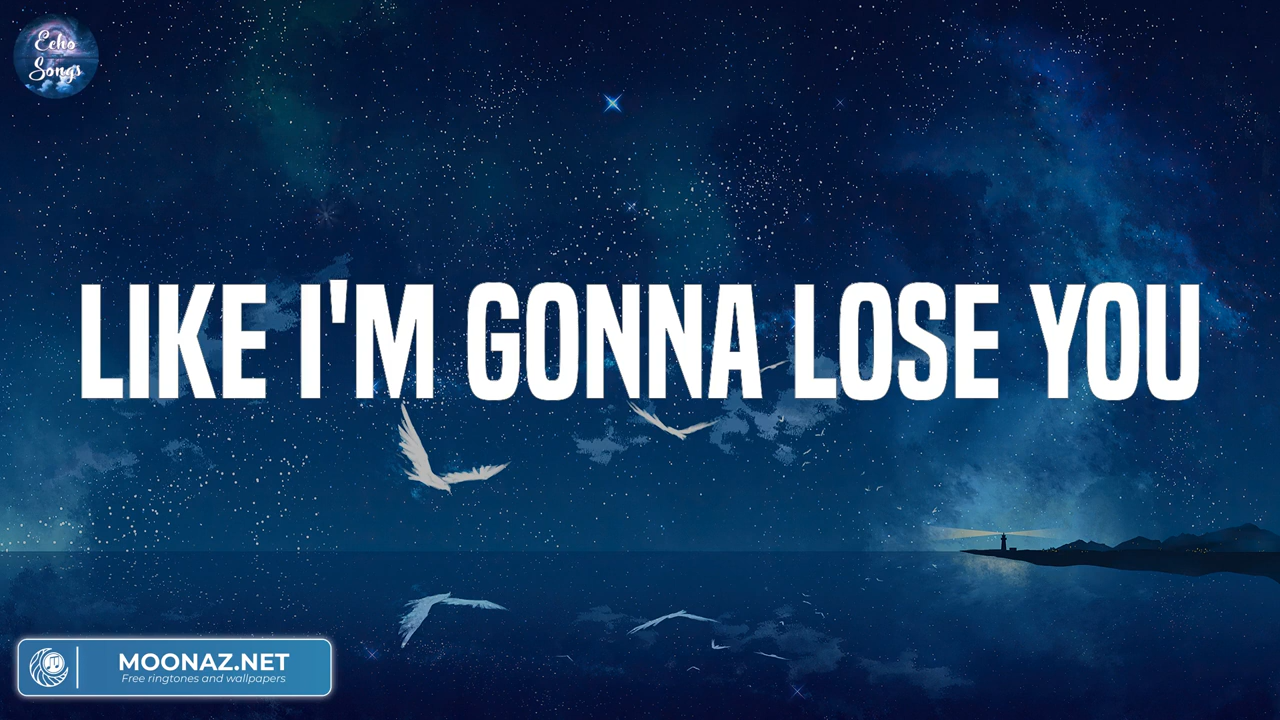 Echo
Songs
LIKE I'M GONNA LOSE YOU
MOONAZ.NET
Free ringtones and wallpapers